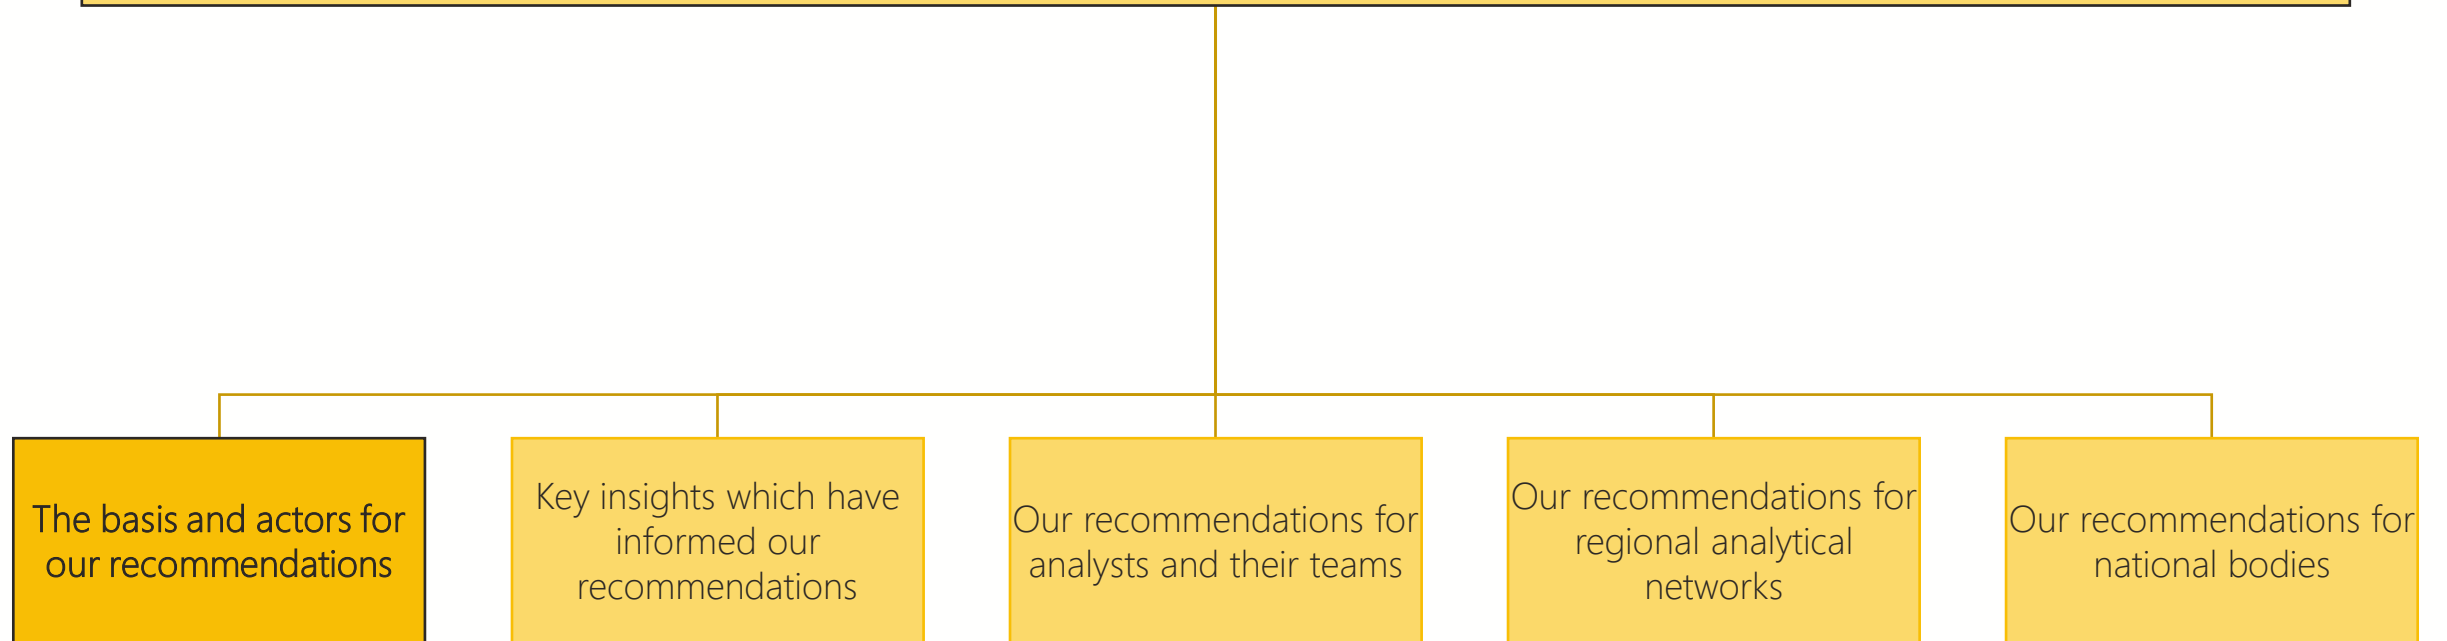 The basis and actors for
our recommendations
Key insights which have
informed our
recommendations
Our recommendations for
analysts and their teams
Our recommendations for
regional analytical
networks
Our recommendations for
national bodies